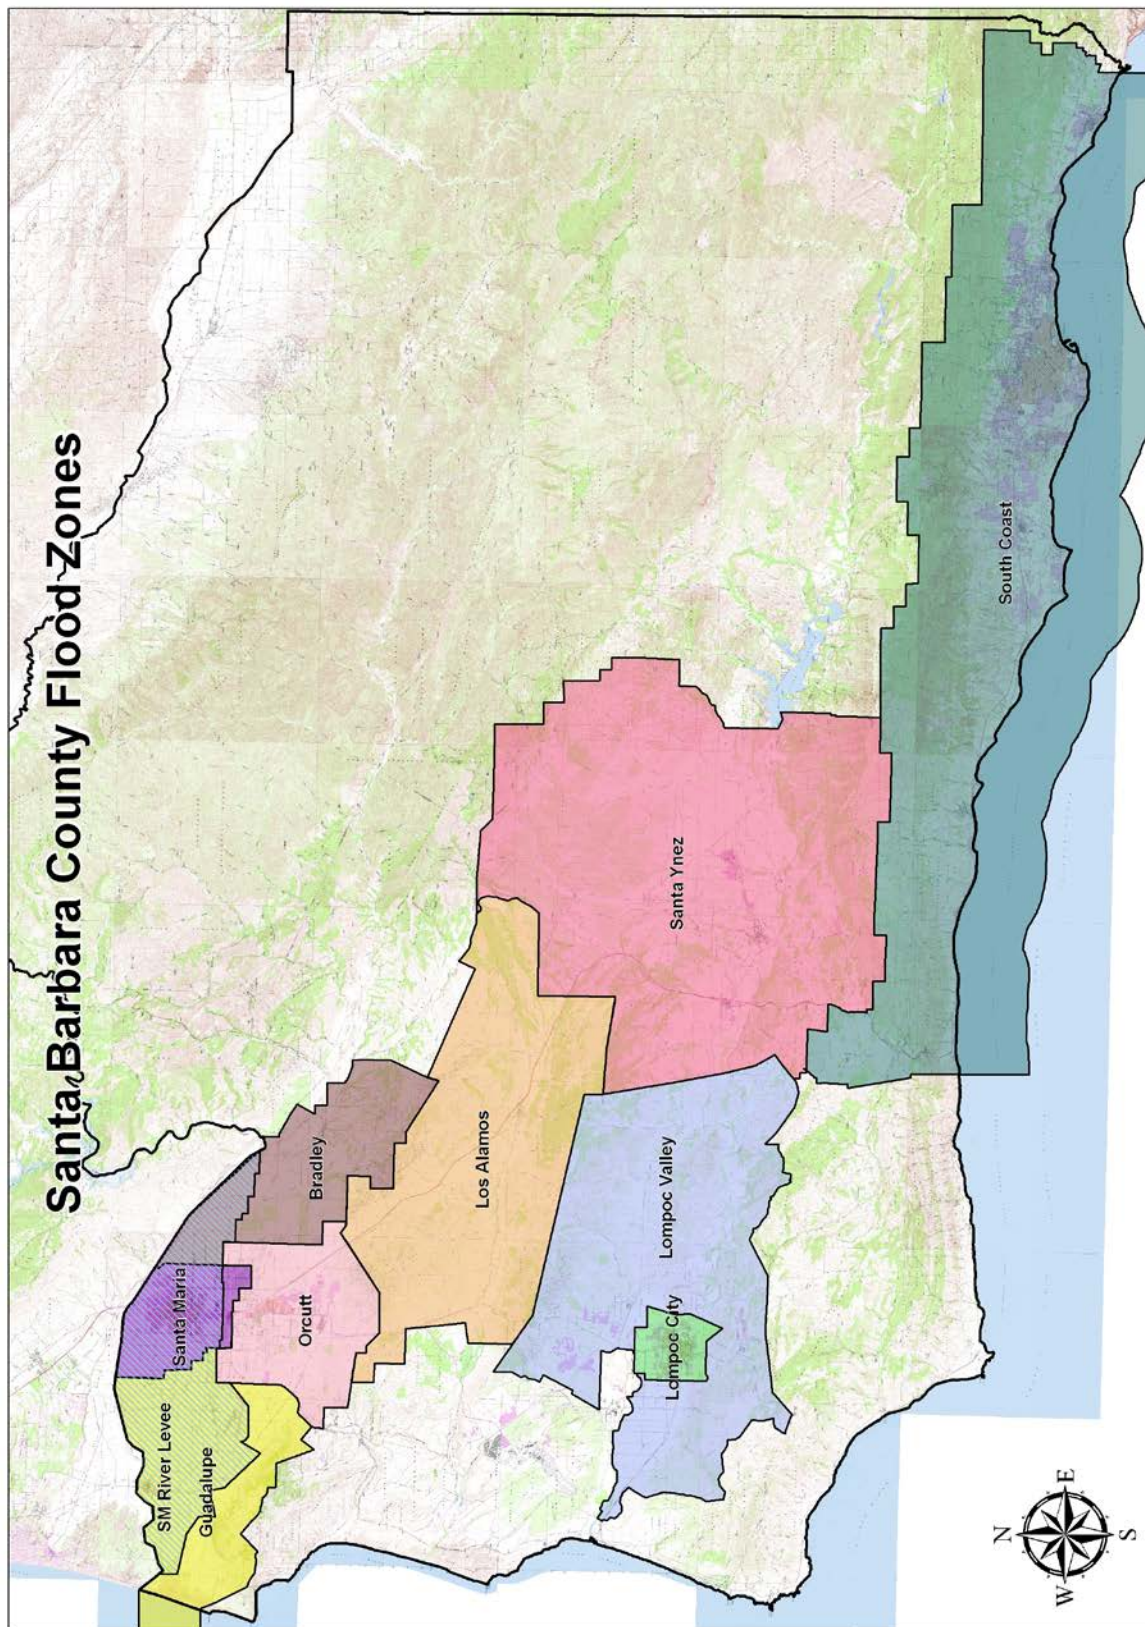 Santa Barbara County Flood Zones
SM River Levee
Guadalupe
Santa Maria
Orcutt
Bradley
Los Alamos
Santa Ynez
Lompoc Valley
Lompoc City
South Coast
N
W
E
S